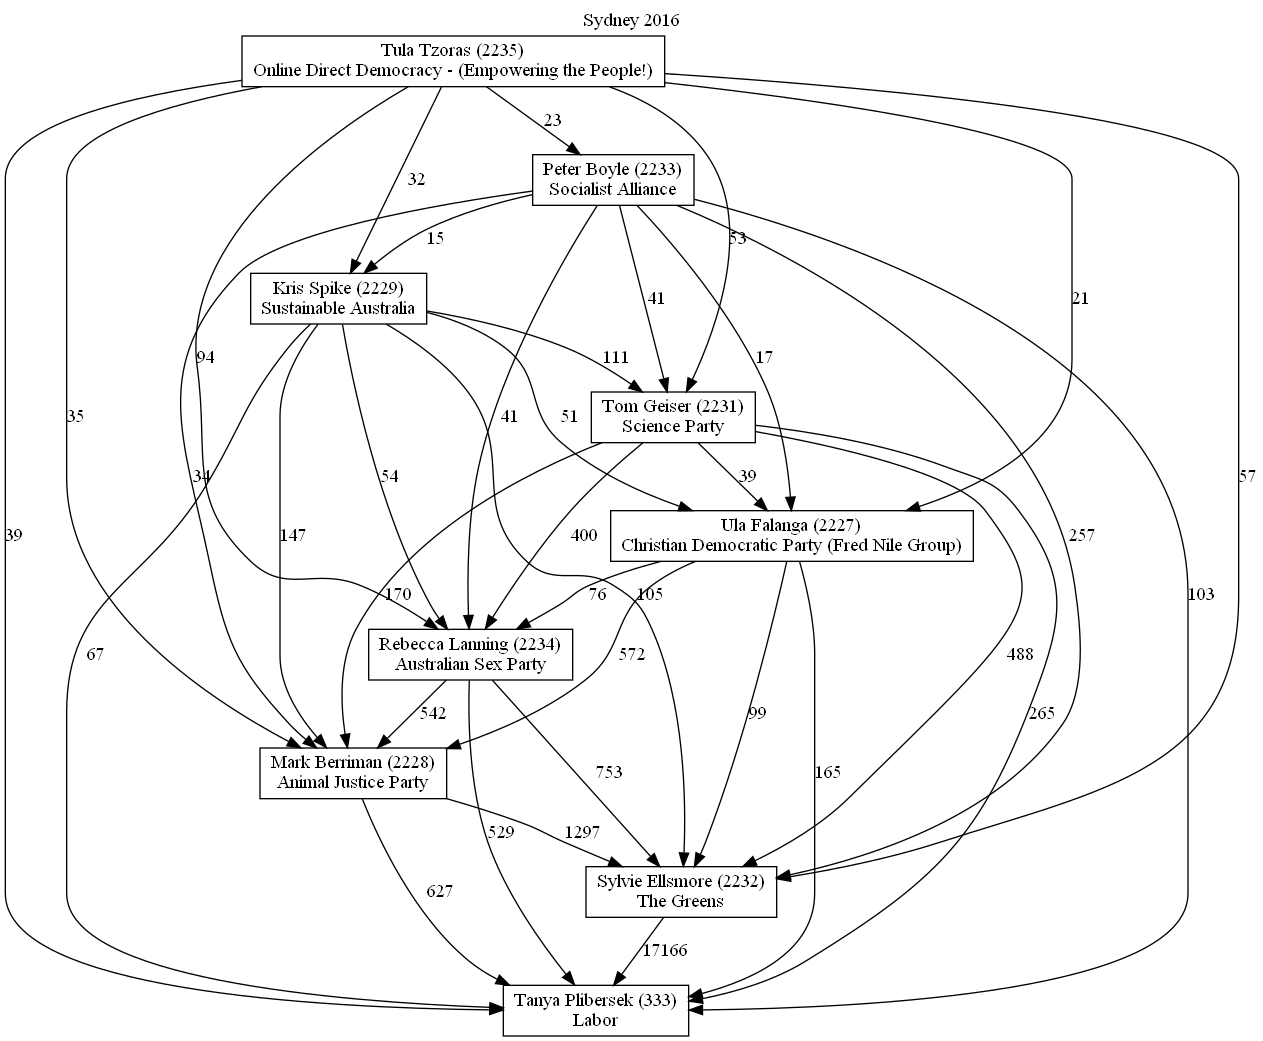 Sydney 2016
Tula Tzoras (2235)
Online Direct Democracy - (Empowering the People!)
23
Peter Boyle (2233)
Socialist Alliance
32
15
53
Kris Spike (2229)
Sustainable Australia
41
21
94
111
17
35
41
51
Tom Geiser (2231)
Science Party
34
54
39
57
39
147
400
Ula Falanga (2227)
Christian Democratic Party (Fred Nile Group)
257
170
76
105
103
67
Rebecca Lanning (2234)
Australian Sex Party
572
488
542
99
265
Mark Berriman (2228)
Animal Justice Party
753
165
529
1297
627
Sylvie Ellsmore (2232)
The Greens
17166
Tanya Plibersek (333)
Labor